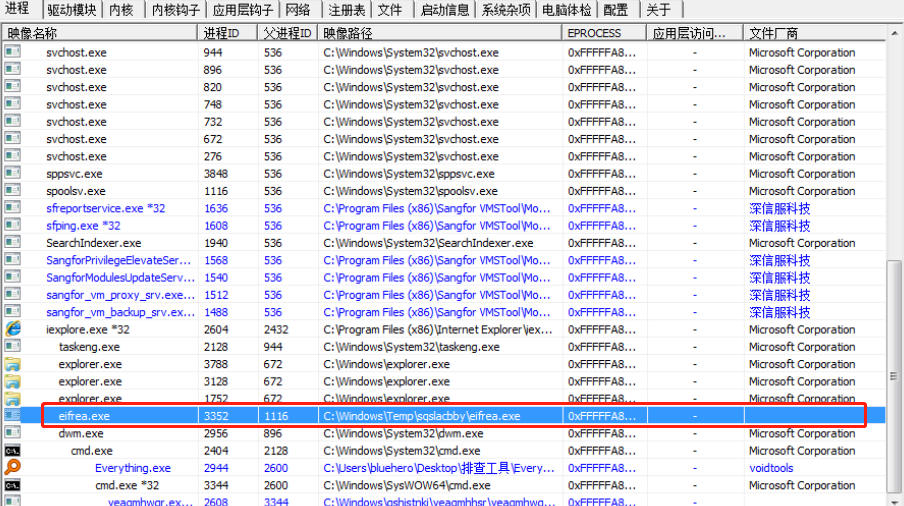 进程 驱动模块 内核 内核钩子 应用层钩子 网络 注册表 文件 启动信息 系统杂项 电脑体检 配置 关于
映像名称 进程ID 父进程ID 映像路径 EPROCESS 应用层访问... 文件厂商
svchost.exe 944 536 C:\Windows\System32\svchost.exe 0xFFFFFA8... - Microsoft Corporation
svchost.exe 896 536 C:\Windows\System32\svchost.exe 0xFFFFFA8... - Microsoft Corporation
svchost.exe 820 536 C:\Windows\System32\svchost.exe 0xFFFFFA8... - Microsoft Corporation
svchost.exe 748 536 C:\Windows\System32\svchost.exe 0xFFFFFA8... - Microsoft Corporation
svchost.exe 732 536 C:\Windows\System32\svchost.exe 0xFFFFFA8... - Microsoft Corporation
svchost.exe 672 536 C:\Windows\System32\svchost.exe 0xFFFFFA8... - Microsoft Corporation
svchost.exe 276 536 C:\Windows\System32\svchost.exe 0xFFFFFA8... - Microsoft Corporation
sppsvc.exe 3848 536 C:\Windows\System32\sppsvc.exe 0xFFFFFA8... - Microsoft Corporation
spoolsv.exe 1116 536 C:\Windows\System32\spoolsv.exe 0xFFFFFA8... - Microsoft Corporation
sfreportservice.exe *32 1636 536 C:\Program Files (x86)\Sangfor VMSTool\Mo... 0xFFFFFA8... - 深信服科技
sfping.exe *32 1608 536 C:\Program Files (x86)\Sangfor VMSTool\Mo... 0xFFFFFA8... - 深信服科技
SearchIndexer.exe 1940 536 C:\Windows\System32\SearchIndexer.exe 0xFFFFFA8... - Microsoft Corporation
SangforPrivilegeElevateSer... 1568 536 C:\Program Files (x86)\Sangfor VMSTool\Mo... 0xFFFFFA8... - 深信服科技
SangforModulesUpdateServ... 1540 536 C:\Program Files (x86)\Sangfor VMSTool\Mo... 0xFFFFFA8... - 深信服科技
sangfor_vm_proxy_srv.exe... 1512 536 C:\Program Files (x86)\Sangfor VMSTool\Mo... 0xFFFFFA8... - 深信服科技
sangfor_vm_backup_srv.ex... 1488 536 C:\Program Files (x86)\Sangfor VMSTool\Mo... 0xFFFFFA8... - 深信服科技
iexplore.exe *32 2604 2432 C:\Program Files (x86)\Internet Explorer\iex... 0xFFFFFA8... - Microsoft Corporation
taskeng.exe 2128 944 C:\Windows\System32\taskeng.exe 0xFFFFFA8... - Microsoft Corporation
explorer.exe 3788 672 C:\Windows\explorer.exe 0xFFFFFA8... - Microsoft Corporation
explorer.exe 3128 672 C:\Windows\explorer.exe 0xFFFFFA8... - Microsoft Corporation
explorer.exe 1752 672 C:\Windows\explorer.exe 0xFFFFFA8... - Microsoft Corporation
eifrea.exe 3352 1116 C:\Windows\Temp\sqslacbby\eifrea.exe 0xFFFFFA8... -
dwm.exe 2956 896 C:\Windows\System32\dwm.exe 0xFFFFFA8... - Microsoft Corporation
cmd.exe 2404 2128 C:\Windows\System32\cmd.exe 0xFFFFFA8... - Microsoft Corporation
Everything.exe 2944 2600 C:\Users\bluehero\Desktop\排查工具\Every... 0xFFFFFA8... - voidtools
cmd.exe *32 3344 2600 C:\Windows\SysWOW64\cmd.exe 0xFFFFFA8... - Microsoft Corporation
2608 3344 0xFFFFFA8... -